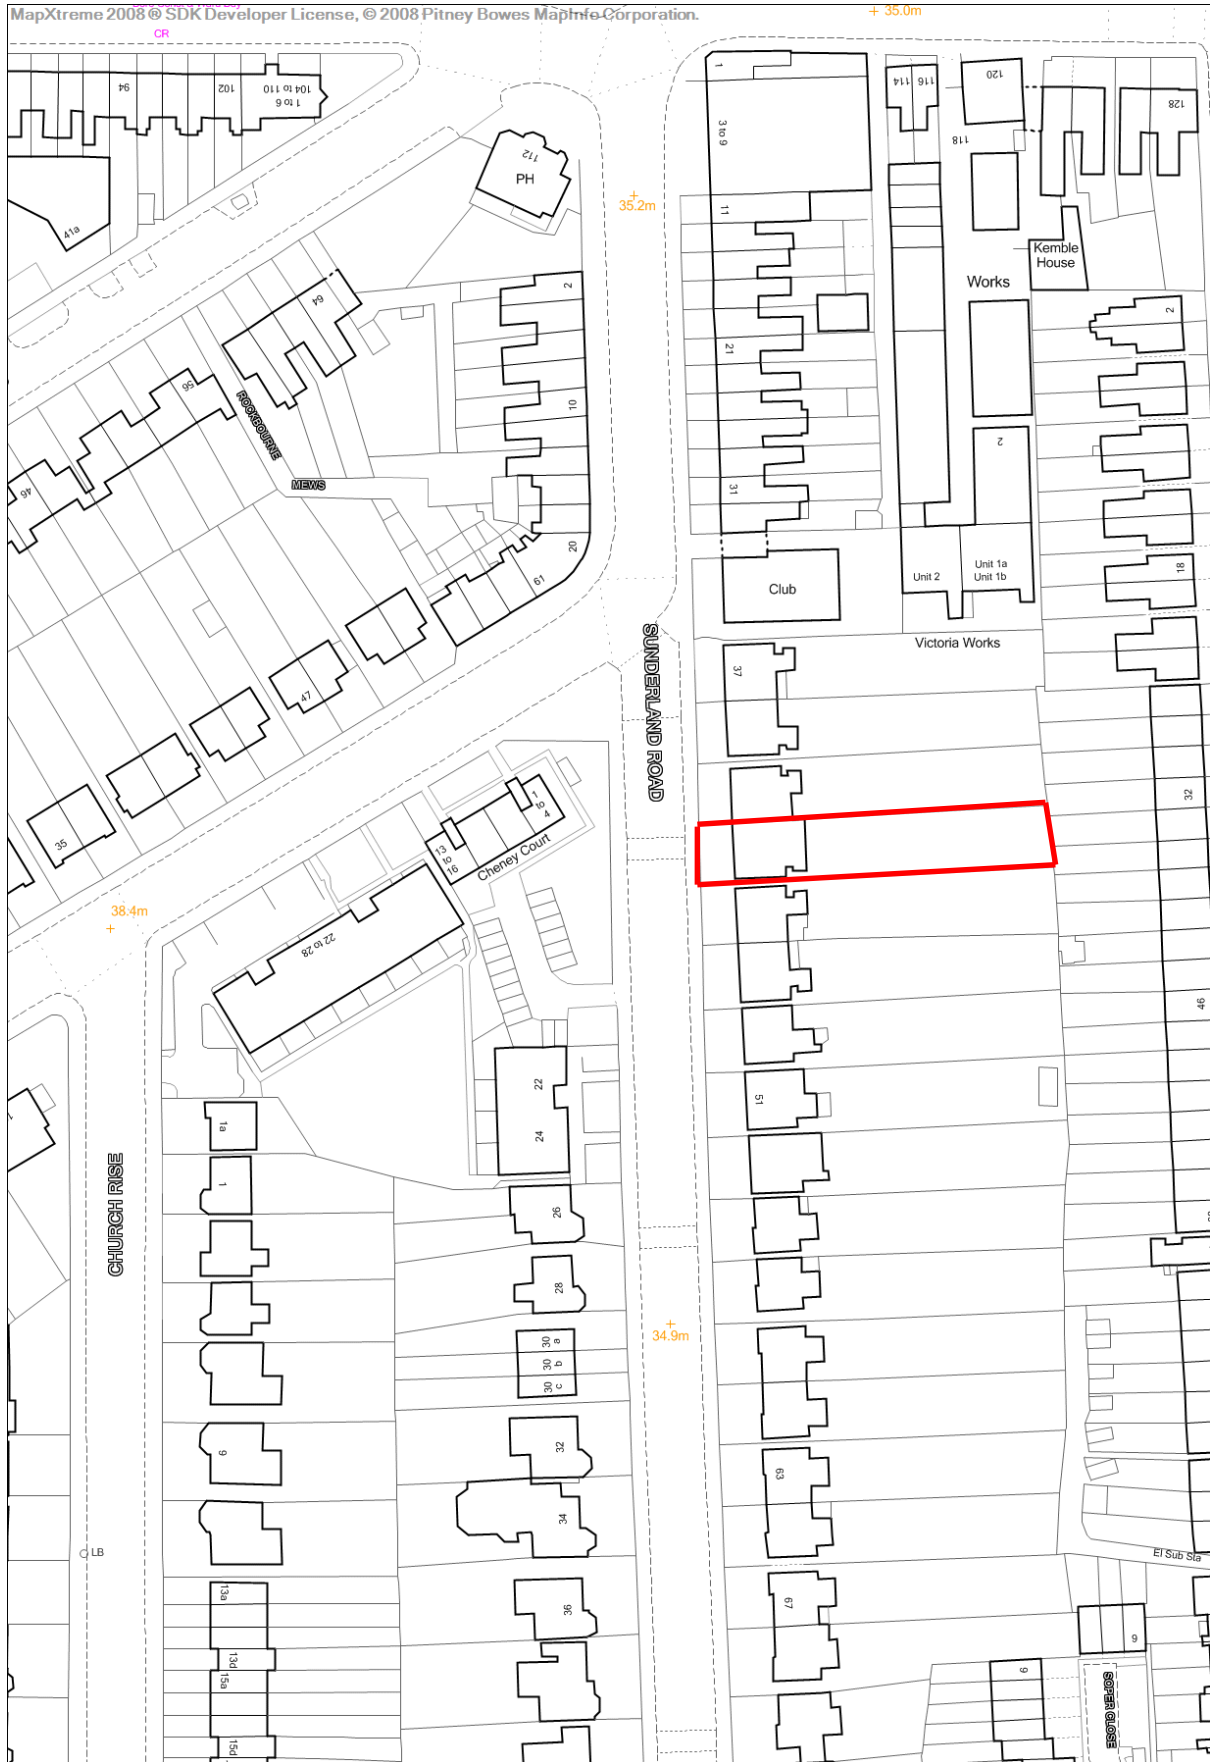 MapXtreme 2008 ® SDK Developer License, © 2008 Pitney Bowes MapInfo Corporation.
CR
35.0m
94
102
104 to 110
1 to 6
41a
112
PH
35.2m
1
3 to 9
11
21
31
114
116
120
118
128
Kemble
House
Works
2
64
56
46
ROCKBOURNE
MEWS
2
10
20
61
2
18
Club
Unit 2
Unit 1a
Unit 1b
Victoria Works
47
35
SUNDERLAND ROAD
37
32
1
to
4
13
to
16
Cheney Court
38.4m
22 to 28
46
22
24
51
1a
1
CHURCH RISE
26
28
30 a
30 b
30 c
34.9m
9
32
34
63
LB
El Sub Sta
13a
36
67
13d
15a
15d
6
9
SOPER CLOSE